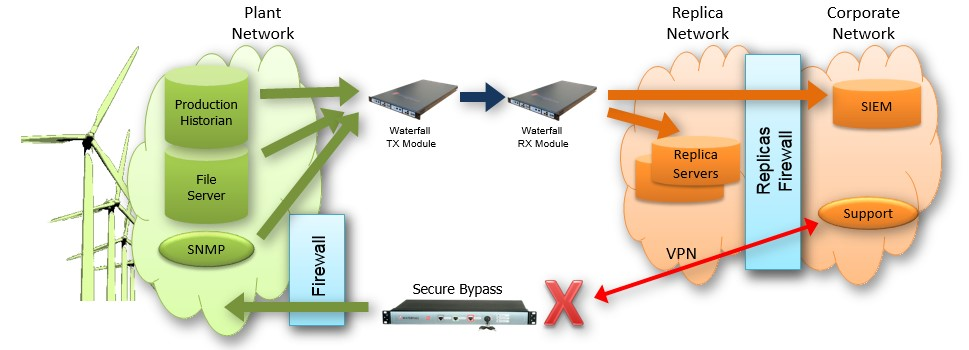 Plant
Network
Replica
Network
Corporate
Network
Production
Historian
File
Server
SNMP
Firewall
Waterfall
TX Module
Waterfall
RX Module
Secure Bypass
X
Replica
Servers
VPN
Replicas
Firewall
SIEM
Support